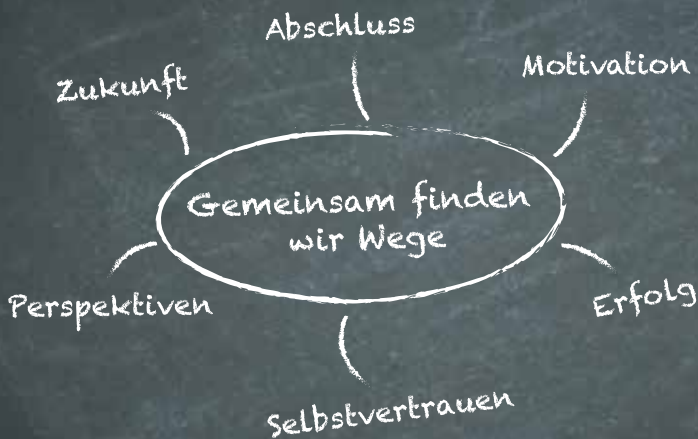 Abschluss
Zukunft
Motivation
Gemeinsam finden
wir Wege
Perspektiven
Erfolg
Selbstvertrauen